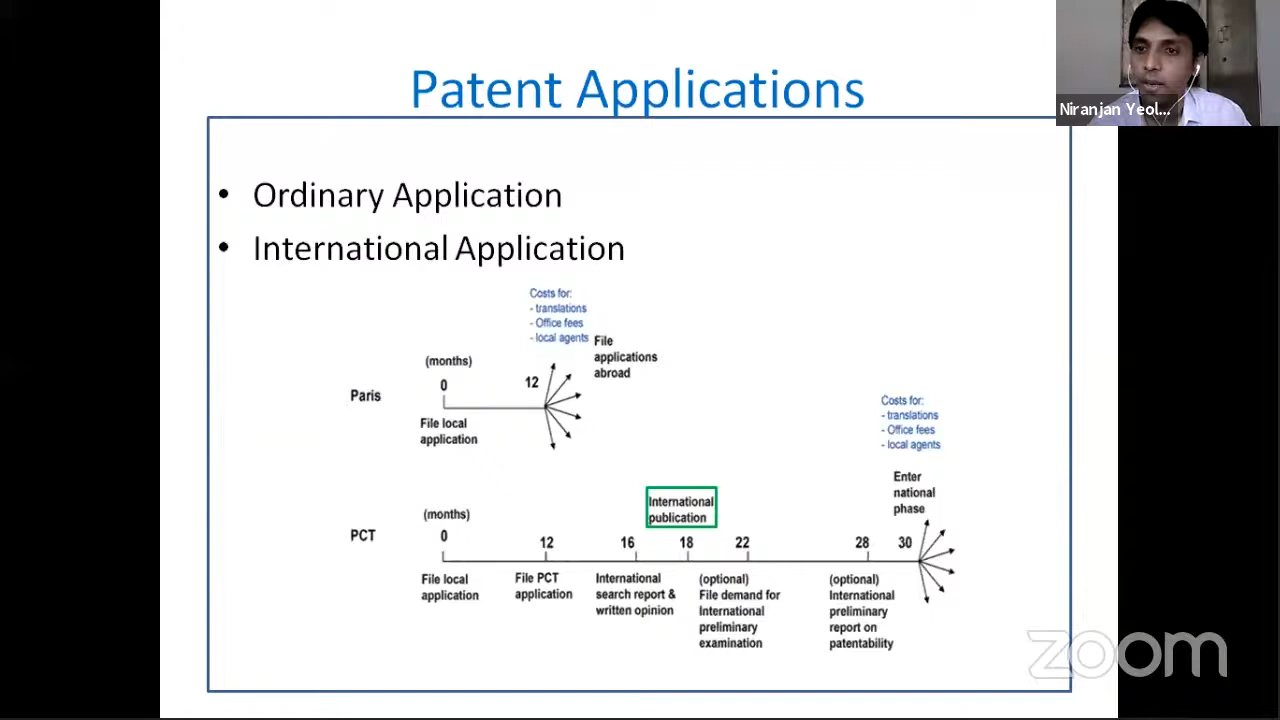 Patent Applications
Niranjan Yeol...
• Ordinary Application
• International Application
Costs for:
- translations
- Office fees
- local agents
File
applications
abroad
(months)
0
12
Paris
File local
application
Costs for:
- translations
- Office fees
- local agents
Enter
national
phase
International
publication
(months)
PCT
0
12
16
18
22
28
30
File local
application
File PCT
application
International
search report &
written opinion
(optional)
File demand for
International
preliminary
examination
(optional)
International
preliminary
report on
patentability
zoom